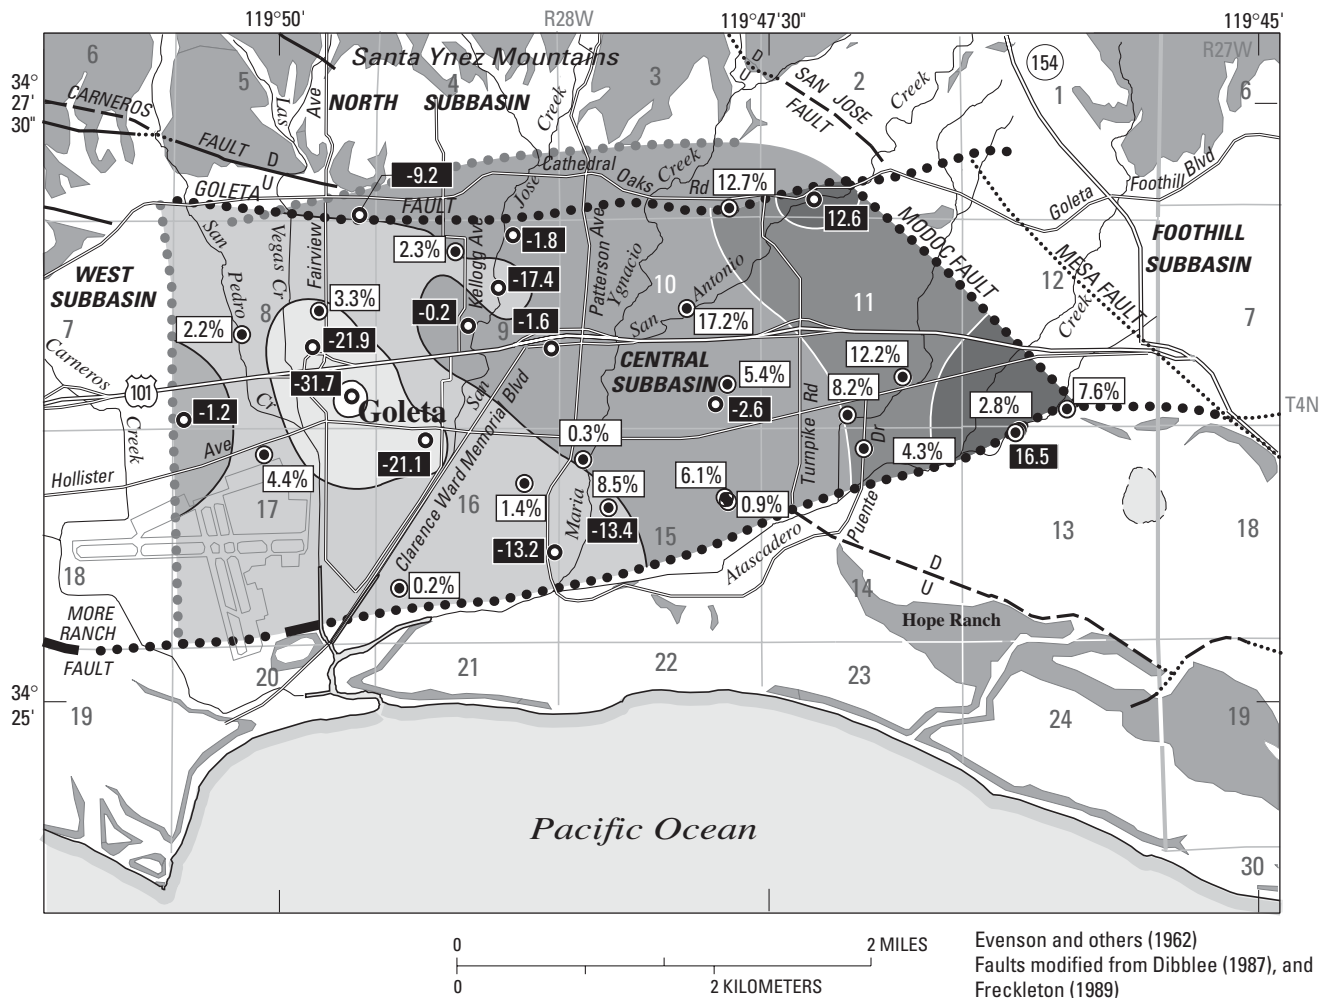 119°50'
R28W
119°47'30"
119°45'
34°
27'
30"
6
5
Santa Ynez Mountains
4
3
2
154
1
R27W
6
CARNEROS
FAULT
D
U
Las
Ave
NORTH SUBBASIN
Creek
D
U
SAN JOSE
FAULT
Creek
GOLETA
FAULT
-9.2
Cathedral
Oaks
Rd
Creek
12.7%
12.6
Goleta
Foothill
Blvd
San
Pedro
Vegas Cr
Fairview
2.3%
Kellogg Ave
Jose
-1.8
Patterson Ave
Ygnacio
10
Antonio
San
17.2%
11
MODOC FAULT
MESA FAULT
12
Creek
FOOTHILL
SUBBASIN
7
WEST
SUBBASIN
7
8
2.2%
3.3%
-21.9
-0.2
-17.4
-1.6
9
CENTRAL
SUBBASIN
12.2%
5.4%
-2.6
8.2%
2.8%
7.6%
T4N
Carneros
Creek
101
-31.7
Goleta
Cr
San
-1.2
Ave
Hollister
4.4%
-21.1
Clarence Ward Memorial Blvd
0.3%
Turnpike Rd
Dr
4.3%
16.5
17
16
1.4%
8.5%
-13.4
-13.2
Maria
6.1%
0.9%
15
Puente
Atascadero
13
18
18
0.2%
14
D
U
Hope Ranch
MORE
RANCH
FAULT
20
21
22
23
34°
25'
19
24
19
Pacific Ocean
30
0
2 MILES
0
2 KILOMETERS
Evenson and others (1962)
Faults modified from Dibblee (1987), and
Freckleton (1989)